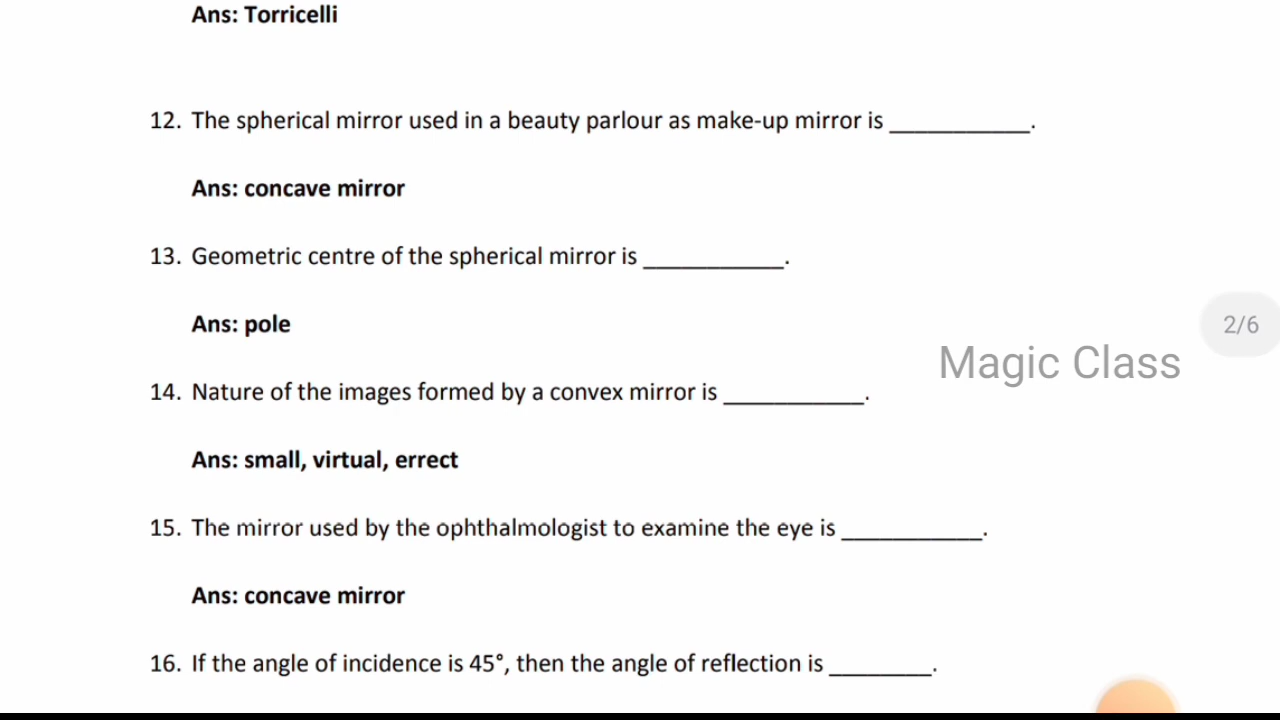 Ans: Torricelli
12. The spherical mirror used in a beauty parlour as make-up mirror is ___________.
Ans: concave mirror
13. Geometric centre of the spherical mirror is ___________.
Ans: pole
2/6
Magic Class
14. Nature of the images formed by a convex mirror is ___________.
Ans: small, virtual, errect
15. The mirror used by the ophthalmologist to examine the eye is ___________.
Ans: concave mirror
16. If the angle of incidence is 45°, then the angle of reflection is ________.